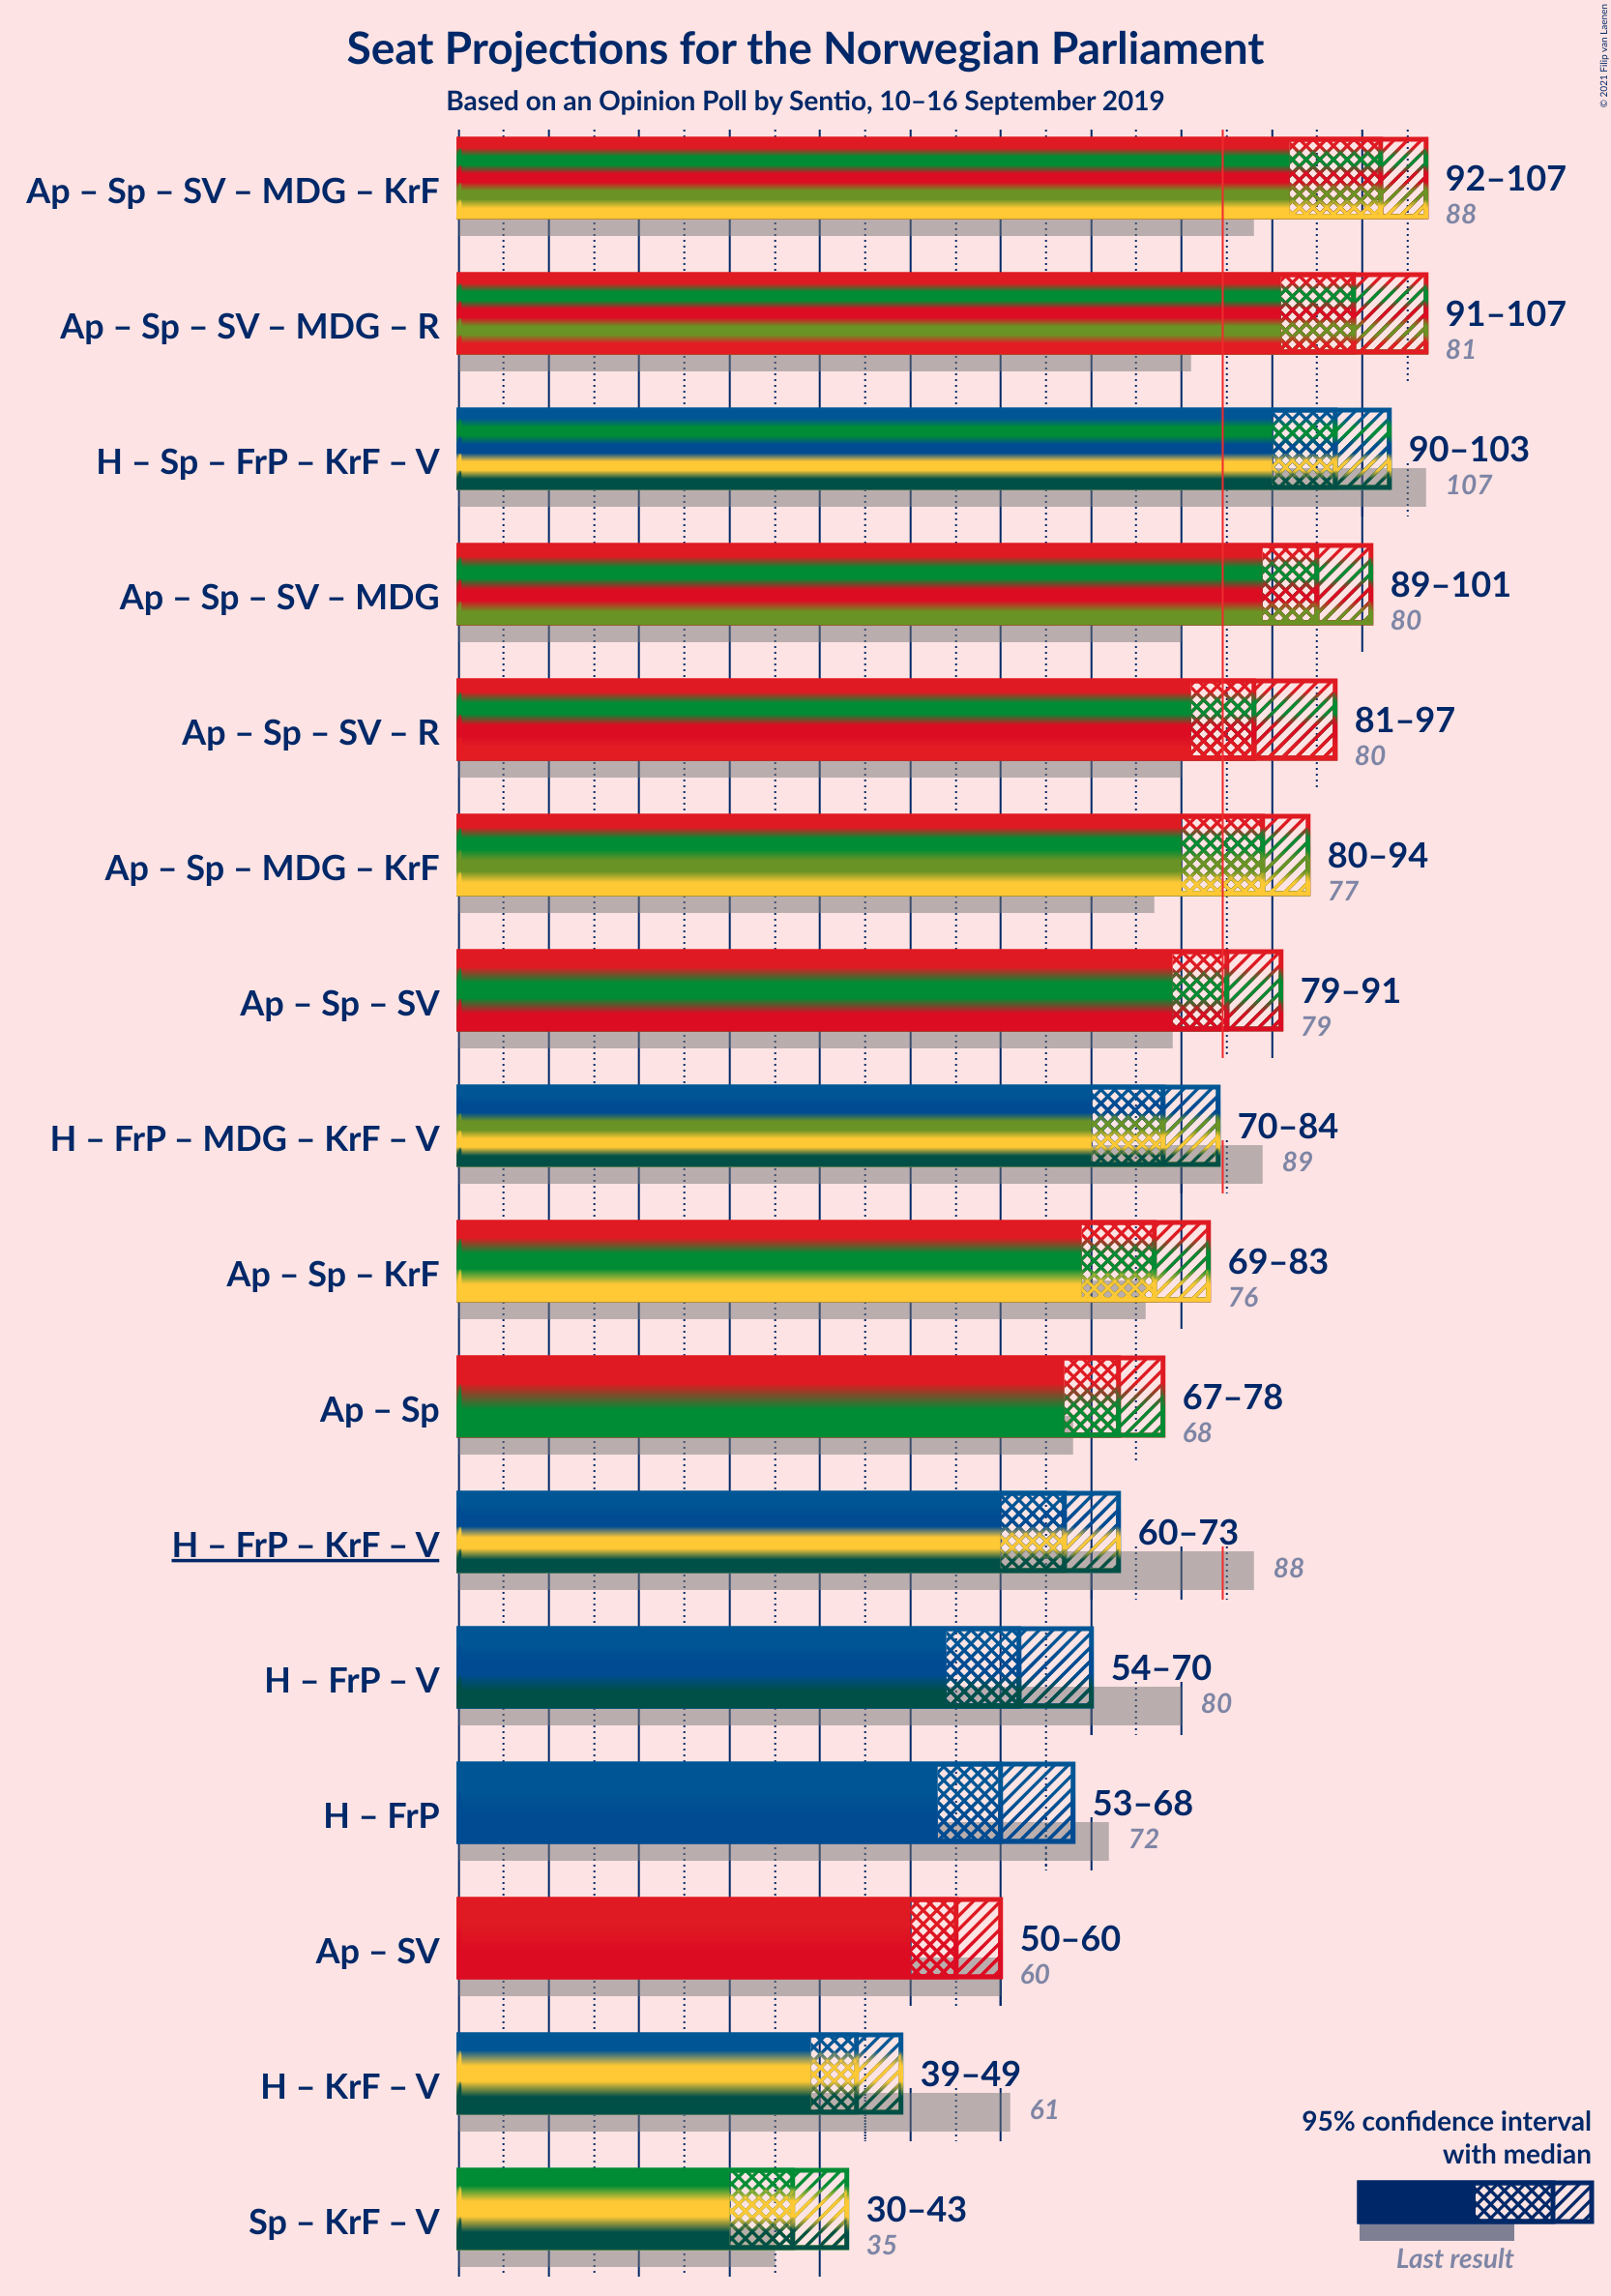 © 2021 Filip van Laenen
Seat Projections for the Norwegian Parliament
Based on an Opinion Poll by Sentio, 10–16 September 2019
Ap – Sp – SV – MDG – KrF
92–107
88
Ap – Sp – SV – MDG – R
91–107
81
H – Sp – FrP – KrF – V
90–103
107
Ap – Sp – SV – MDG
89–101
80
Ap – Sp – SV – R
81–97
80
Ap – Sp – MDG – KrF
80–94
77
Ap – Sp – SV
79–91
79
H – FrP – MDG – KrF – V
70–84
89
Ap – Sp – KrF
69–83
76
Ap – Sp
67–78
68
H – FrP – KrF – V
60–73
88
H – FrP – V
54–70
80
H – FrP
53–68
72
Ap – SV
50–60
60
H – KrF – V
39–49
61
Sp – KrF – V
30–43
35
95% confidence interval
with median
Last result